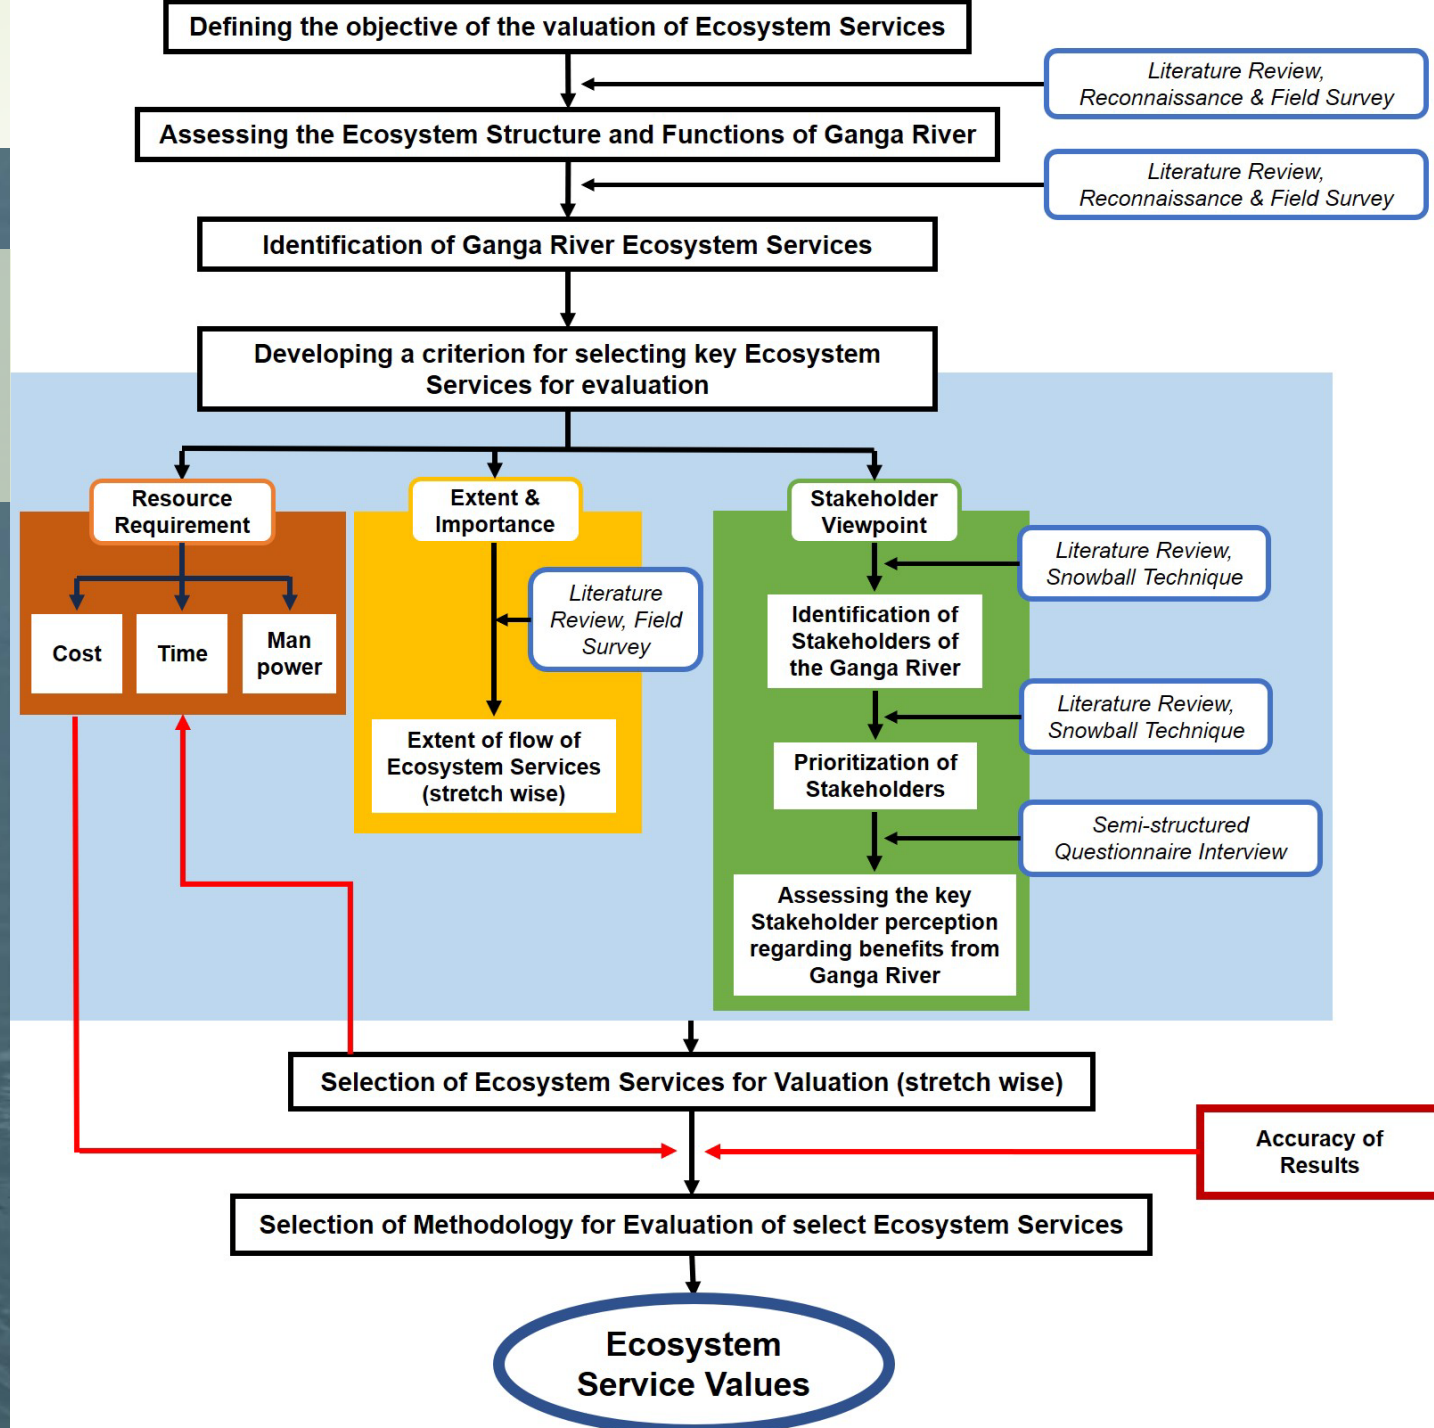 Defining the objective of the valuation of Ecosystem Services
Literature Review,
Reconnaissance & Field Survey
Assessing the Ecosystem Structure and Functions of Ganga River
Literature Review,
Reconnaissance & Field Survey
Identification of Ganga River Ecosystem Services
Developing a criterion for selecting key Ecosystem
Services for evaluation
Resource
Requirement
Cost
Time
Man
power
Extent &
Importance
Literature
Review, Field
Survey
Extent of flow of
Ecosystem Services
(stretch wise)
Stakeholder
Viewpoint
Literature Review,
Snowball Technique
Identification of
Stakeholders of
the Ganga River
Literature Review,
Snowball Technique
Prioritization of
Stakeholders
Semi-structured
Questionnaire Interview
Assessing the key
Stakeholder perception
regarding benefits from
Ganga River
Selection of Ecosystem Services for Valuation (stretch wise)
Accuracy of
Results
Selection of Methodology for Evaluation of select Ecosystem Services
Ecosystem
Service Values